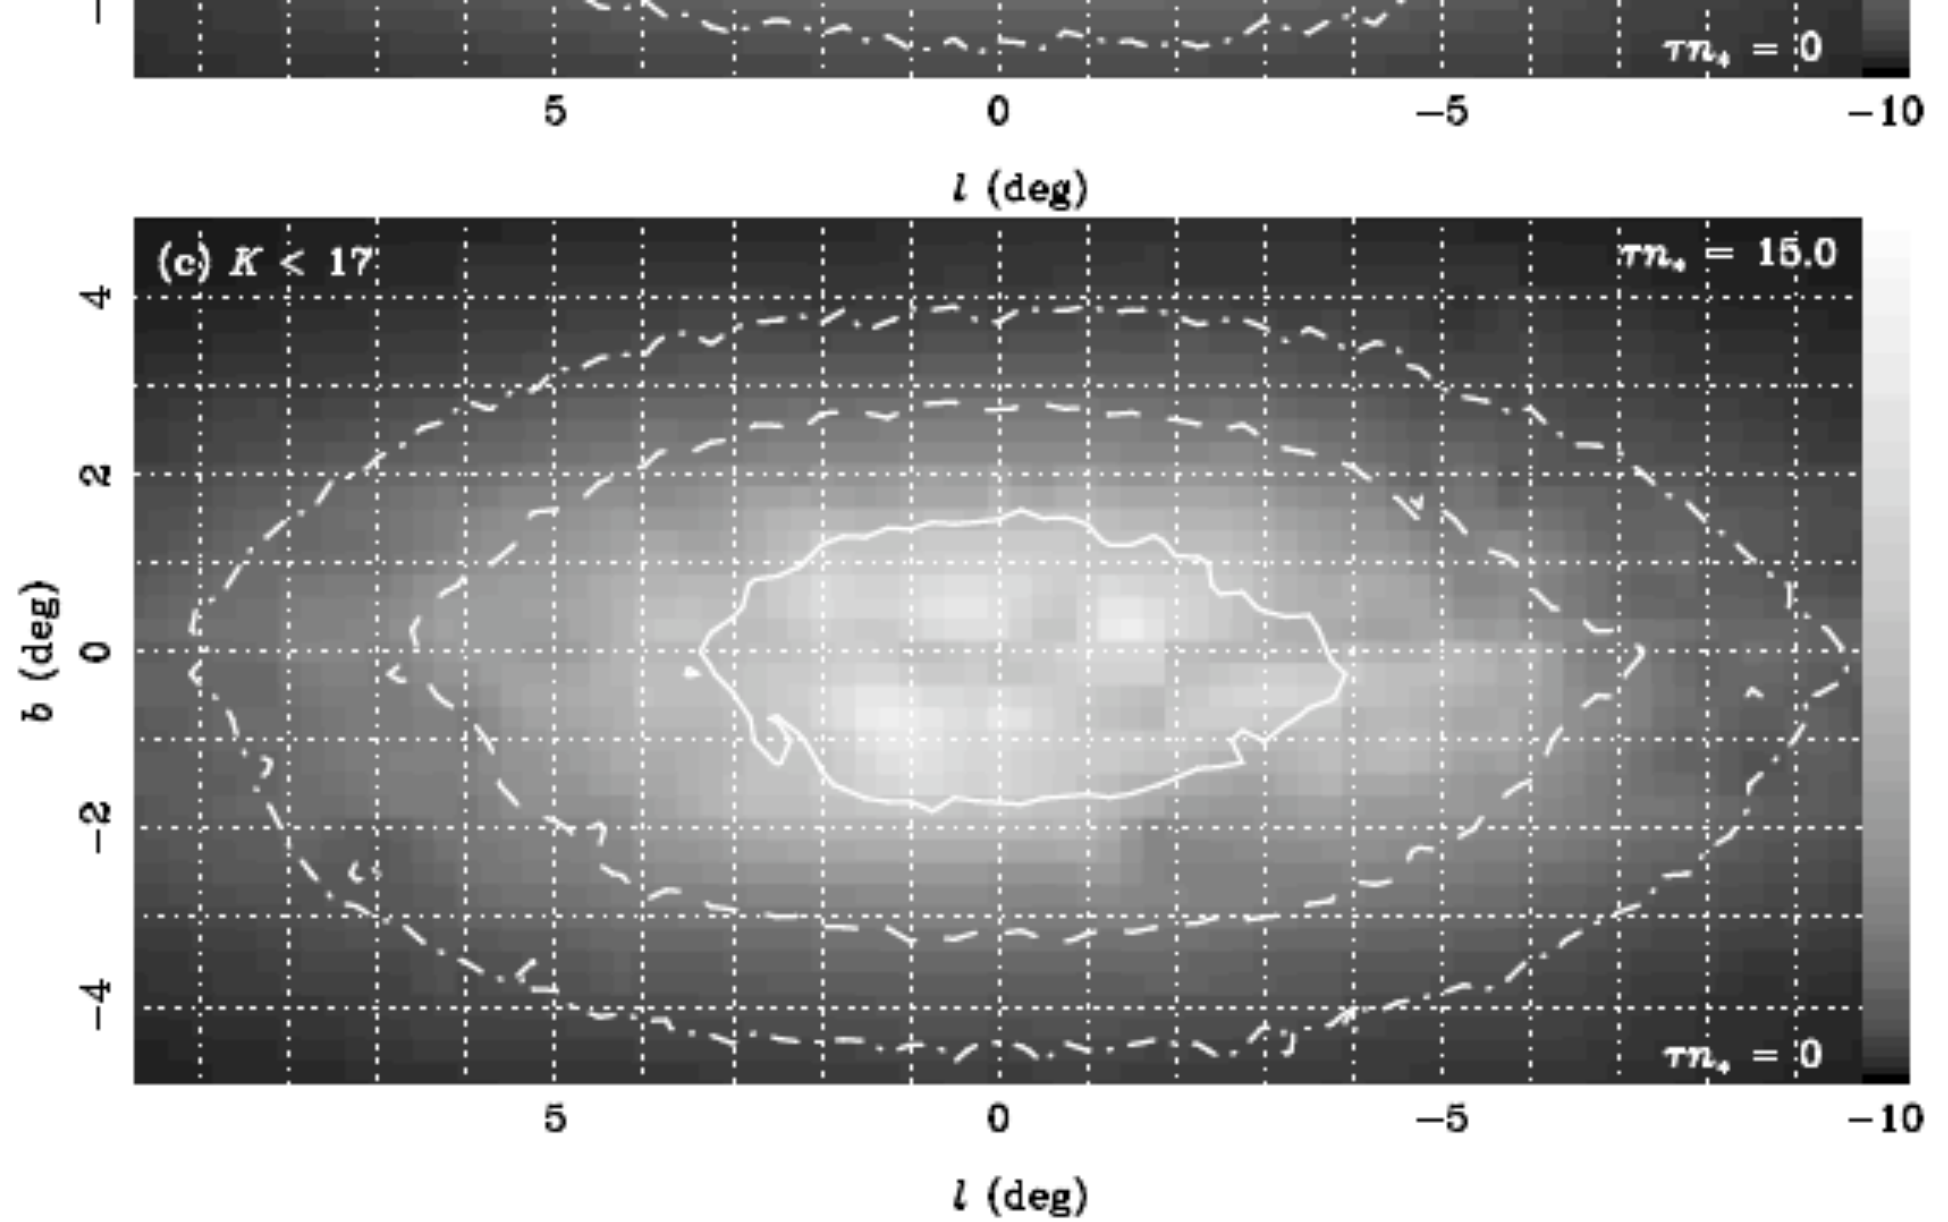 τn* = 0
5 0 −5 −10
l (deg)
(c) K < 17 τn* = 15.0
4
2
0
−2
−4
b (deg)
τn* = 0
5 0 −5 −10
l (deg)